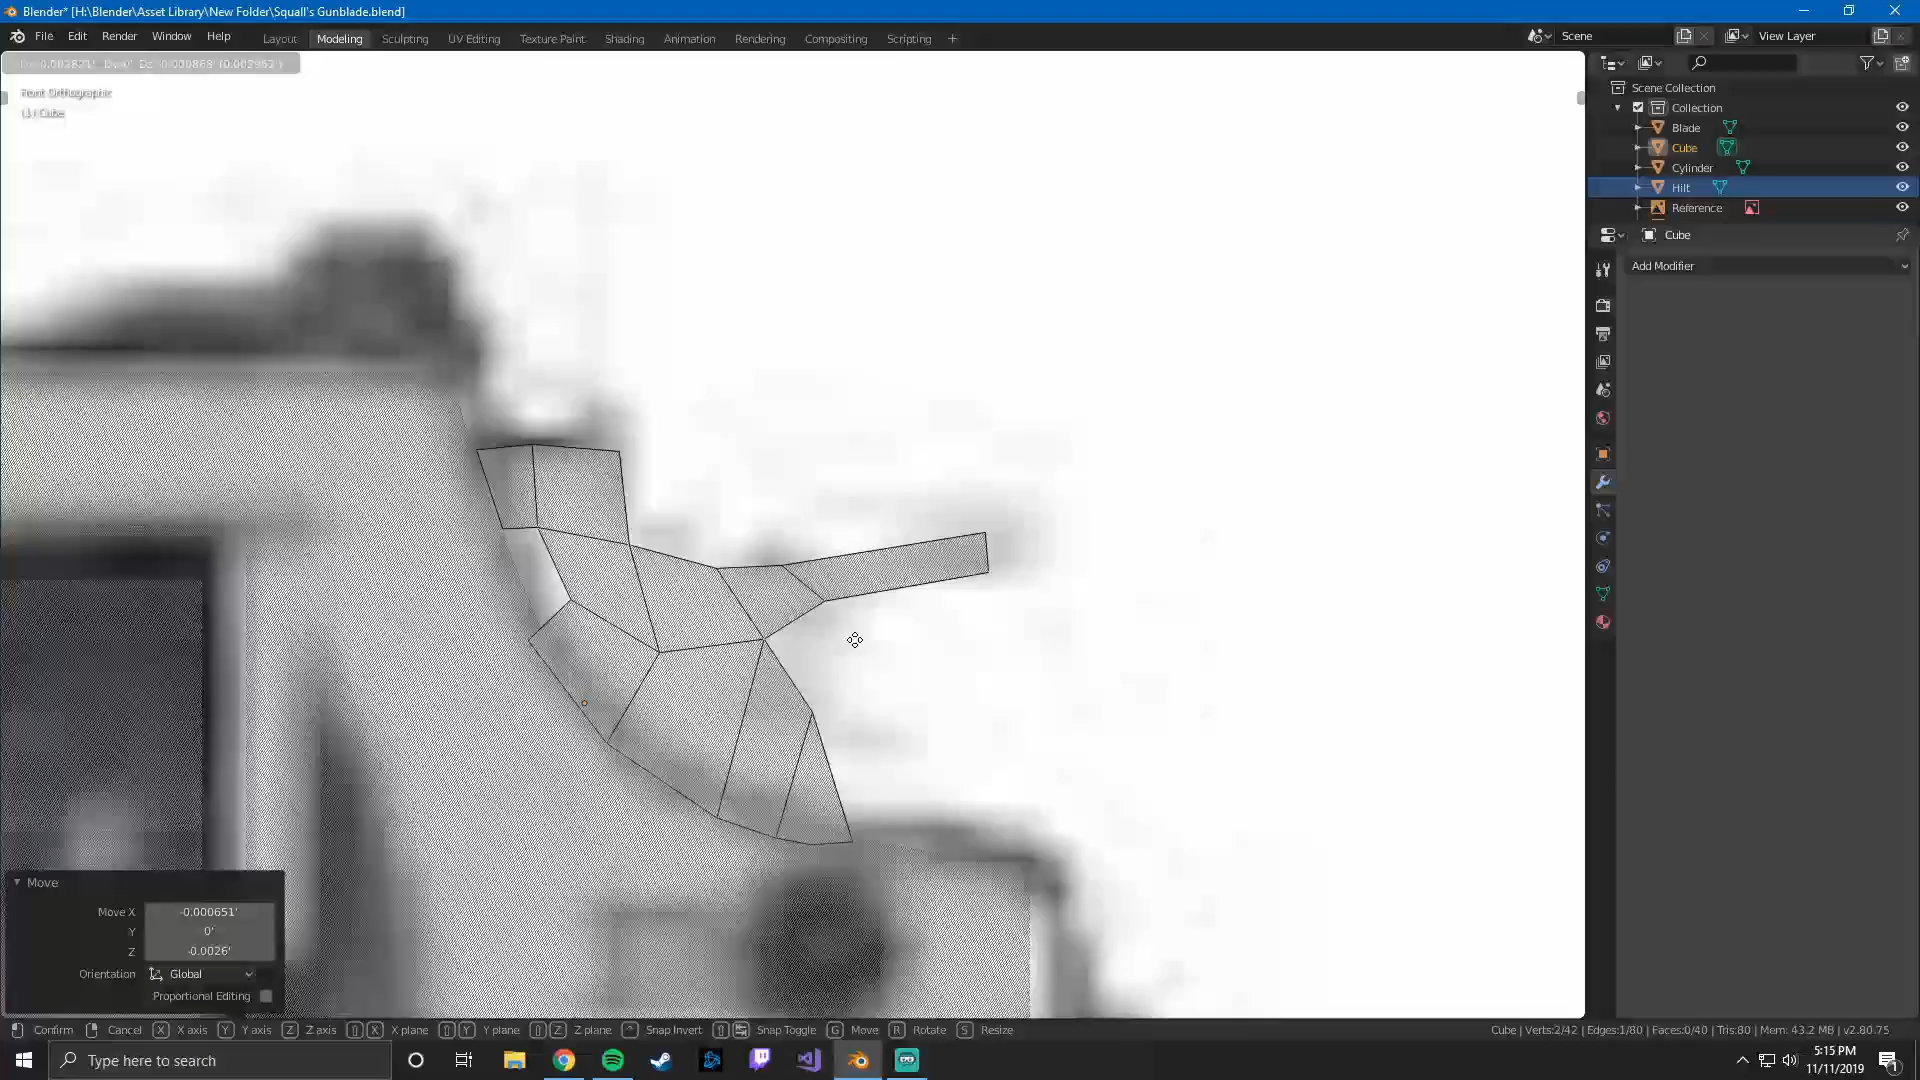 Blender* [H:\Blender\Asset Library\New Folder\Squall's Gunblade.blend]
File Edit Render Window Help Layout Modeling Sculpting UV Editing Texture Paint Shading Animation Rendering Compositing Scripting + Scene View Layer
Front Orthographic
(1) Cube
Scene Collection
Collection
Blade
Cube
Cylinder
Hilt
Reference
Cube
Add Modifier
Move
Move X -0.000651'
Y 0'
Z -0.0026'
Orientation Global
Proportional Editing
Confirm Cancel X X axis Y Y axis Z Z axis X X plane Y Y plane Z Z plane Snap Invert Snap Toggle G Move R Rotate S Resize Cube | Verts:2/42 | Edges:1/80 | Faces:0/40 | Tris:80 | Mem: 43.2 MB | v2.80.75
Type here to search
5:15 PM
11/11/2019